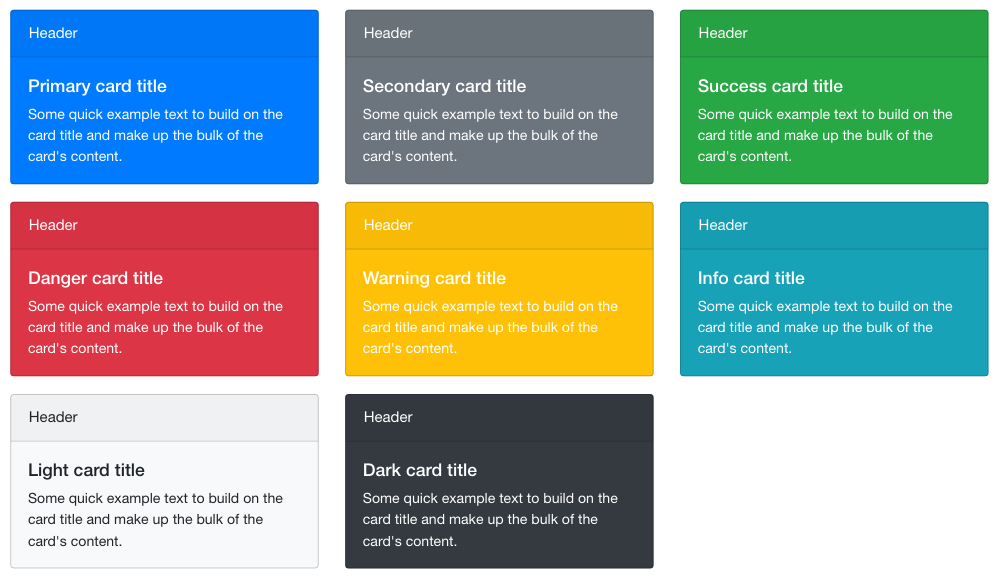 Header
Primary card title
Some quick example text to build on the
card title and make up the bulk of the
card's content.
Header
Secondary card title
Some quick example text to build on the
card title and make up the bulk of the
card's content.
Header
Success card title
Some quick example text to build on the
card title and make up the bulk of the
card's content.
Header
Danger card title
Some quick example text to build on the
card title and make up the bulk of the
card's content.
Header
Warning card title
Some quick example text to build on the
card title and make up the bulk of the
card's content.
Header
Info card title
Some quick example text to build on the
card title and make up the bulk of the
card's content.
Header
Light card title
Some quick example text to build on the
card title and make up the bulk of the
card's content.
Header
Dark card title
Some quick example text to build on the
card title and make up the bulk of the
card's content.